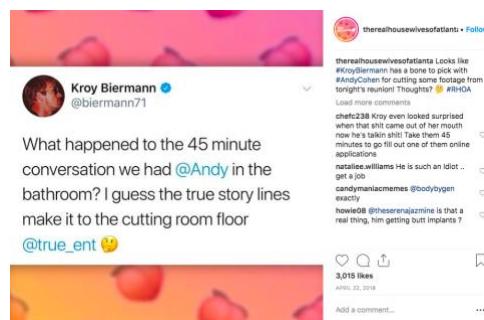 Kroy Biermann
@biermann71
What happened to the 45 minute
conversation we had @Andy in the
bathroom? I guess the true story lines
make it to the cutting room floor
@true_ent 🤔
therealhousewivesofatlanta • Follow
therealhousewivesofatlanta Looks like
#KroyBiermann has a bone to pick with
#AndyCohen for cutting some footage from
tonight's reunion! Thoughts? 🤔 #RHOA
Load more comments
chefc238 Kroy even looked surprised
when that shit came out of her mouth
now he's talkin shit! Take them 45
minutes to go fill out one of them online
applications
nataliee.williams He is such an Idiot ..
get a job
candymaniacmemes @bodybygen
exactly
howie08 @theserenajazmine is that a
real thing, him getting butt implants ?
3,015 likes
APRIL 22, 2018
Add a comment...